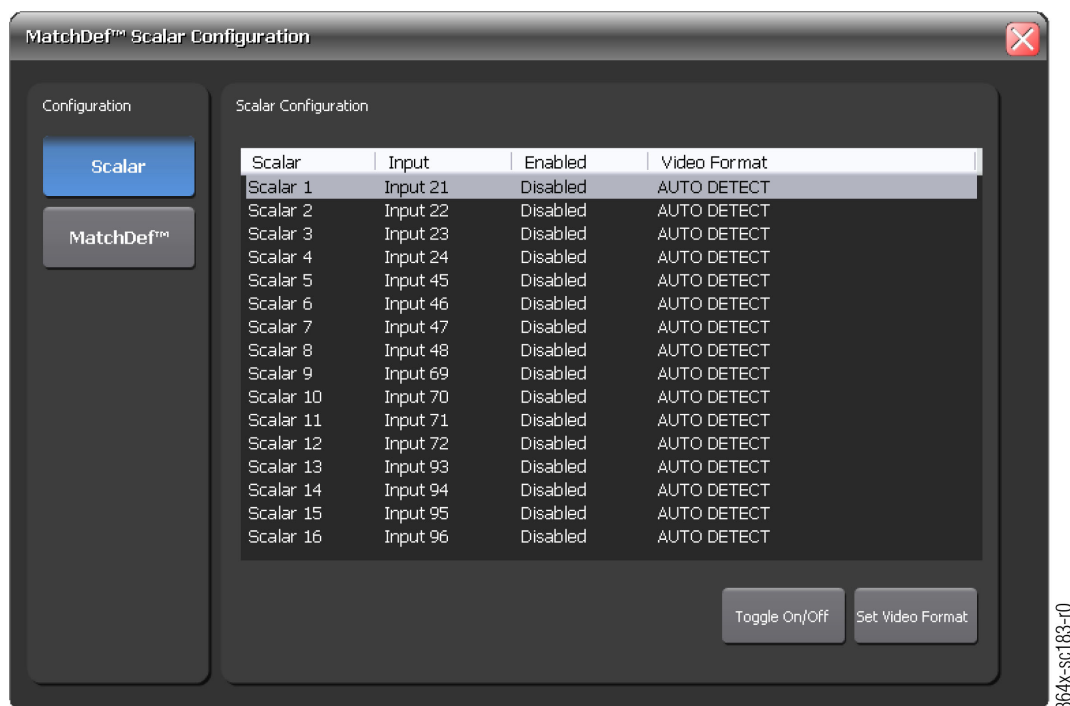 MatchDef™ Scalar Configuration
Configuration
Scalar
MatchDef™
Scalar Configuration
Scalar Input Enabled Video Format
Scalar 1 Input 21 Disabled AUTO DETECT
Scalar 2 Input 22 Disabled AUTO DETECT
Scalar 3 Input 23 Disabled AUTO DETECT
Scalar 4 Input 24 Disabled AUTO DETECT
Scalar 5 Input 45 Disabled AUTO DETECT
Scalar 6 Input 46 Disabled AUTO DETECT
Scalar 7 Input 47 Disabled AUTO DETECT
Scalar 8 Input 48 Disabled AUTO DETECT
Scalar 9 Input 69 Disabled AUTO DETECT
Scalar 10 Input 70 Disabled AUTO DETECT
Scalar 11 Input 71 Disabled AUTO DETECT
Scalar 12 Input 72 Disabled AUTO DETECT
Scalar 13 Input 93 Disabled AUTO DETECT
Scalar 14 Input 94 Disabled AUTO DETECT
Scalar 15 Input 95 Disabled AUTO DETECT
Scalar 16 Input 96 Disabled AUTO DETECT
Toggle On/Off Set Video Format